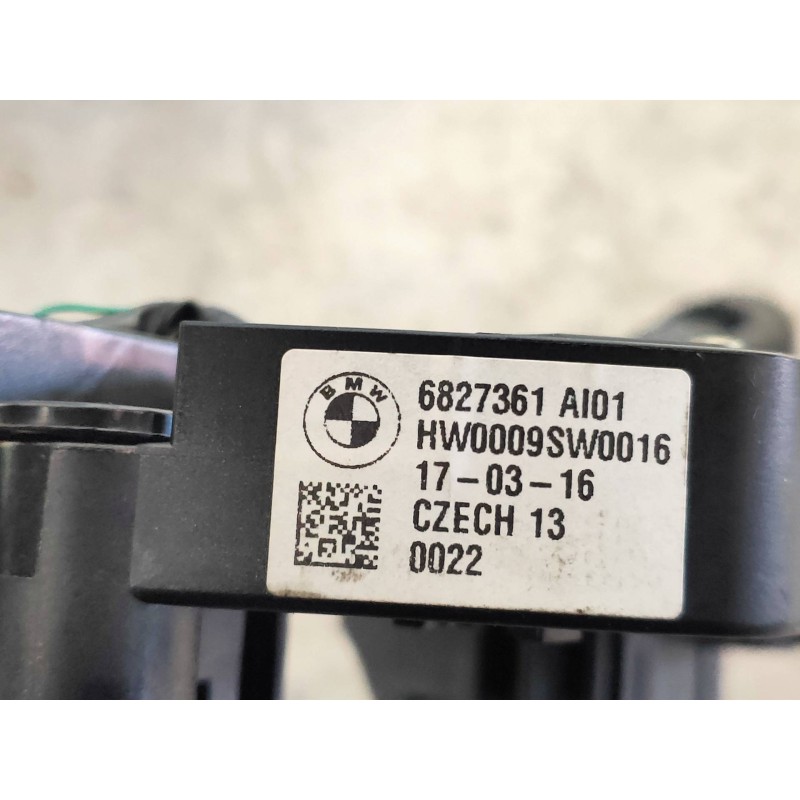 BMW
6827361 AI01
HW0009SW0016
17-03-16
CZECH 13
0022